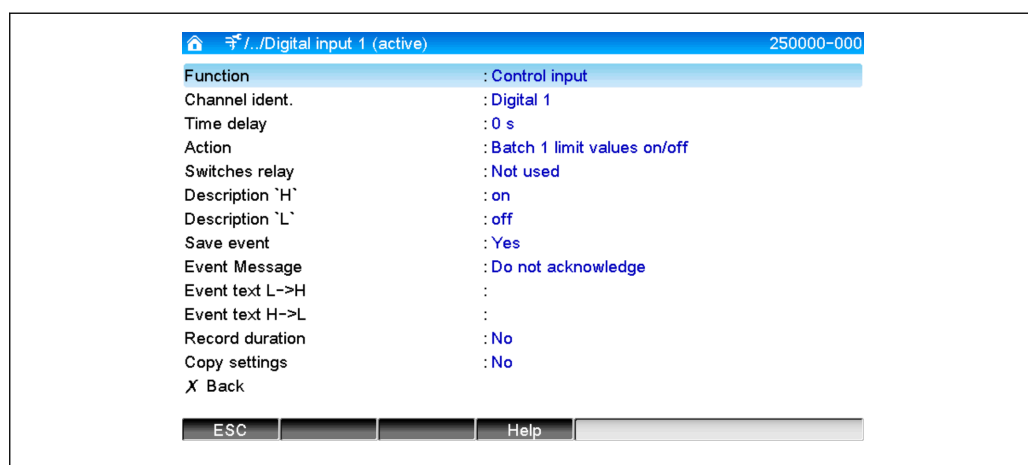 /../Digital input 1 (active) 250000-000
Function : Control input
Channel ident. : Digital 1
Time delay : 0 s
Action : Batch 1 limit values on/off
Switches relay : Not used
Description `H` : on
Description `L` : off
Save event : Yes
Event Message : Do not acknowledge
Event text L->H :
Event text H->L :
Record duration : No
Copy settings : No
X Back
ESC Help